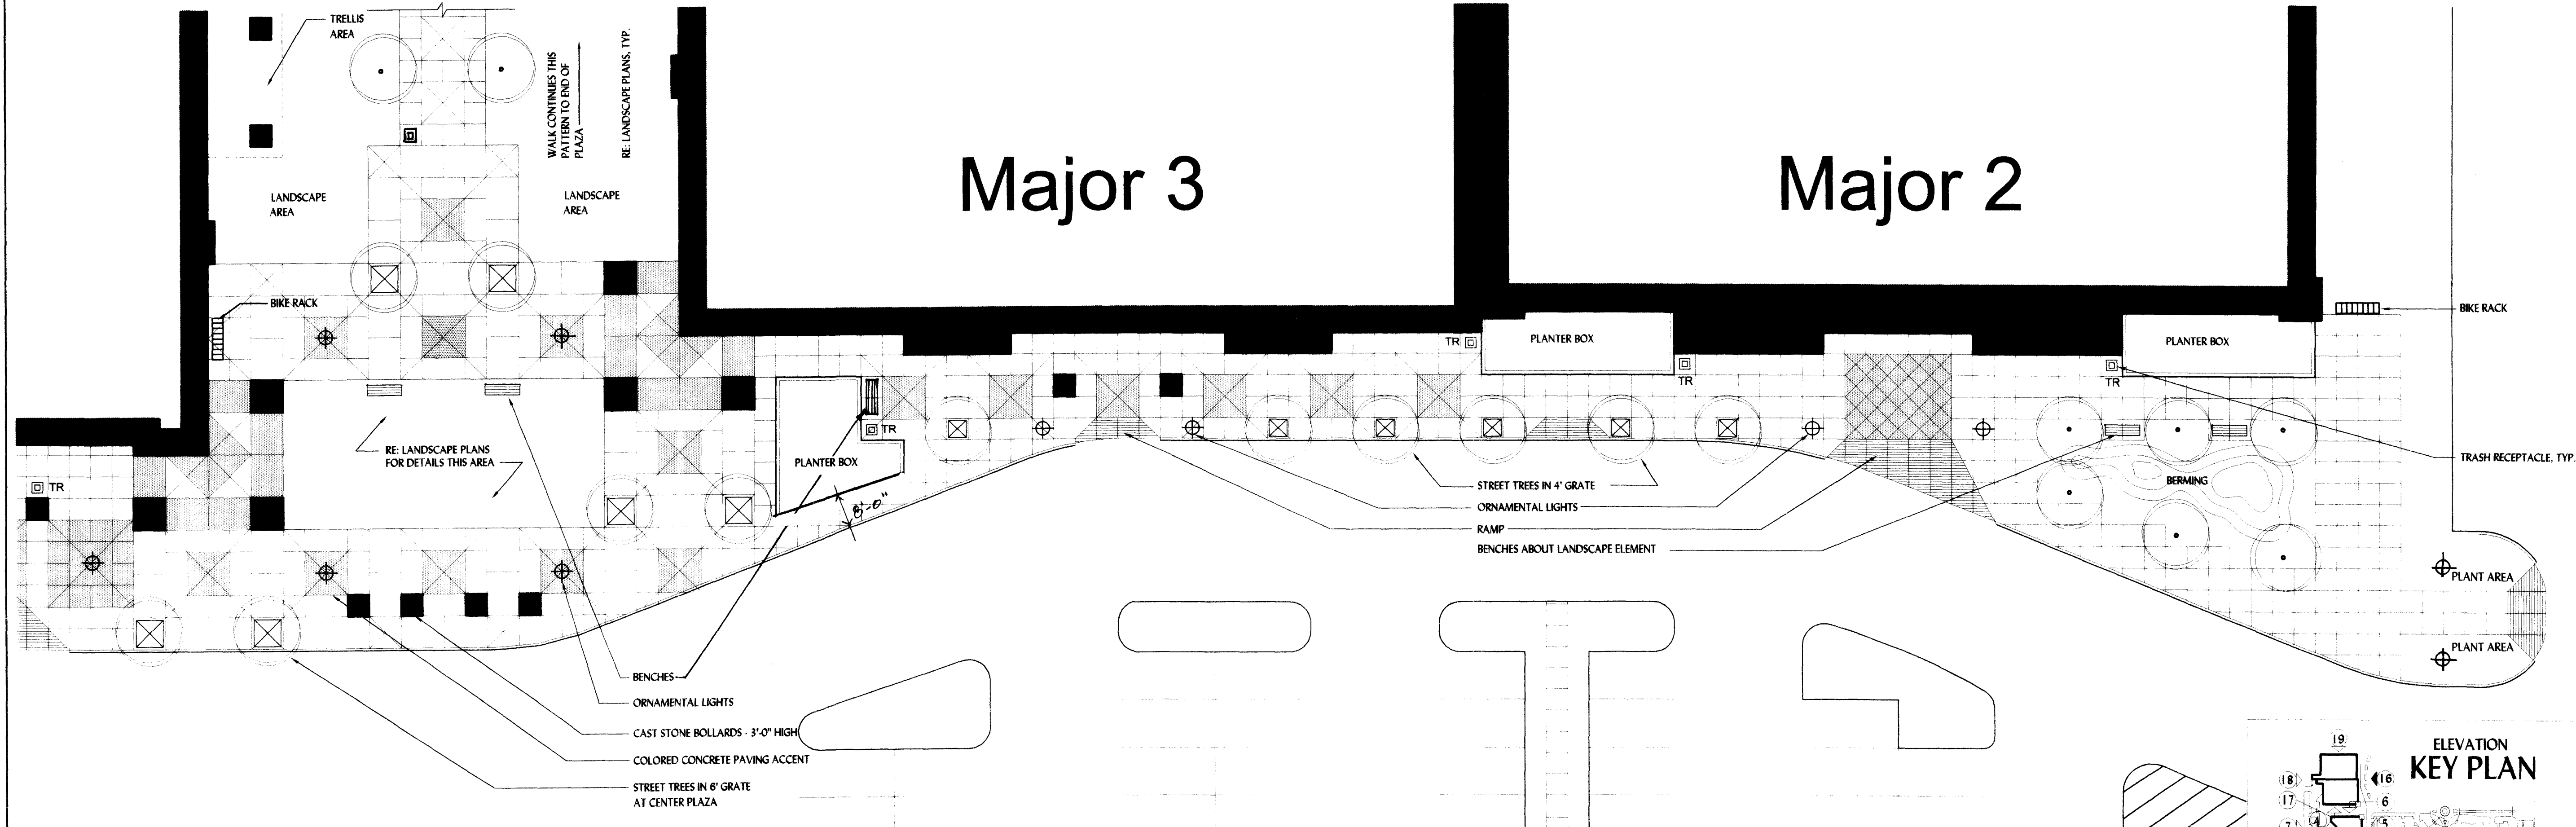 TRELLIS
AREA
WALK CONTINUES THIS
PATTERN TO END OF
PLAZA
RE: LANDSCAPE PLANS, TYP.
LANDSCAPE
AREA
LANDSCAPE
AREA
Major 3
Major 2
BIKE RACK
BIKE RACK
TR
PLANTER BOX
TR
PLANTER BOX
TR
TR
PLANTER BOX
RE: LANDSCAPE PLANS
FOR DETAILS THIS AREA
TR
8'-0"
STREET TREES IN 4' GRATE
ORNAMENTAL LIGHTS
RAMP
BENCHES ABOUT LANDSCAPE ELEMENT
TRASH RECEPTACLE, TYP.
BERMING
PLANT AREA
PLANT AREA
BENCHES
ORNAMENTAL LIGHTS
CAST STONE BOLLARDS - 3'-0" HIGH
COLORED CONCRETE PAVING ACCENT
STREET TREES IN 6' GRATE
AT CENTER PLAZA
ELEVATION
KEY PLAN
19
18
16
17
6
4
5
7